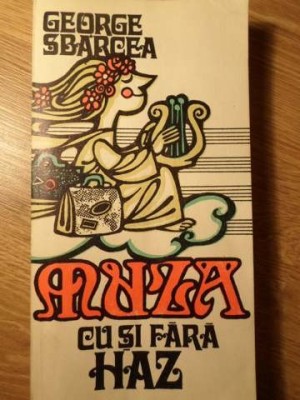 GEORGE
SBARCEA
MUZA
CU ȘI FĂRĂ
HAZ